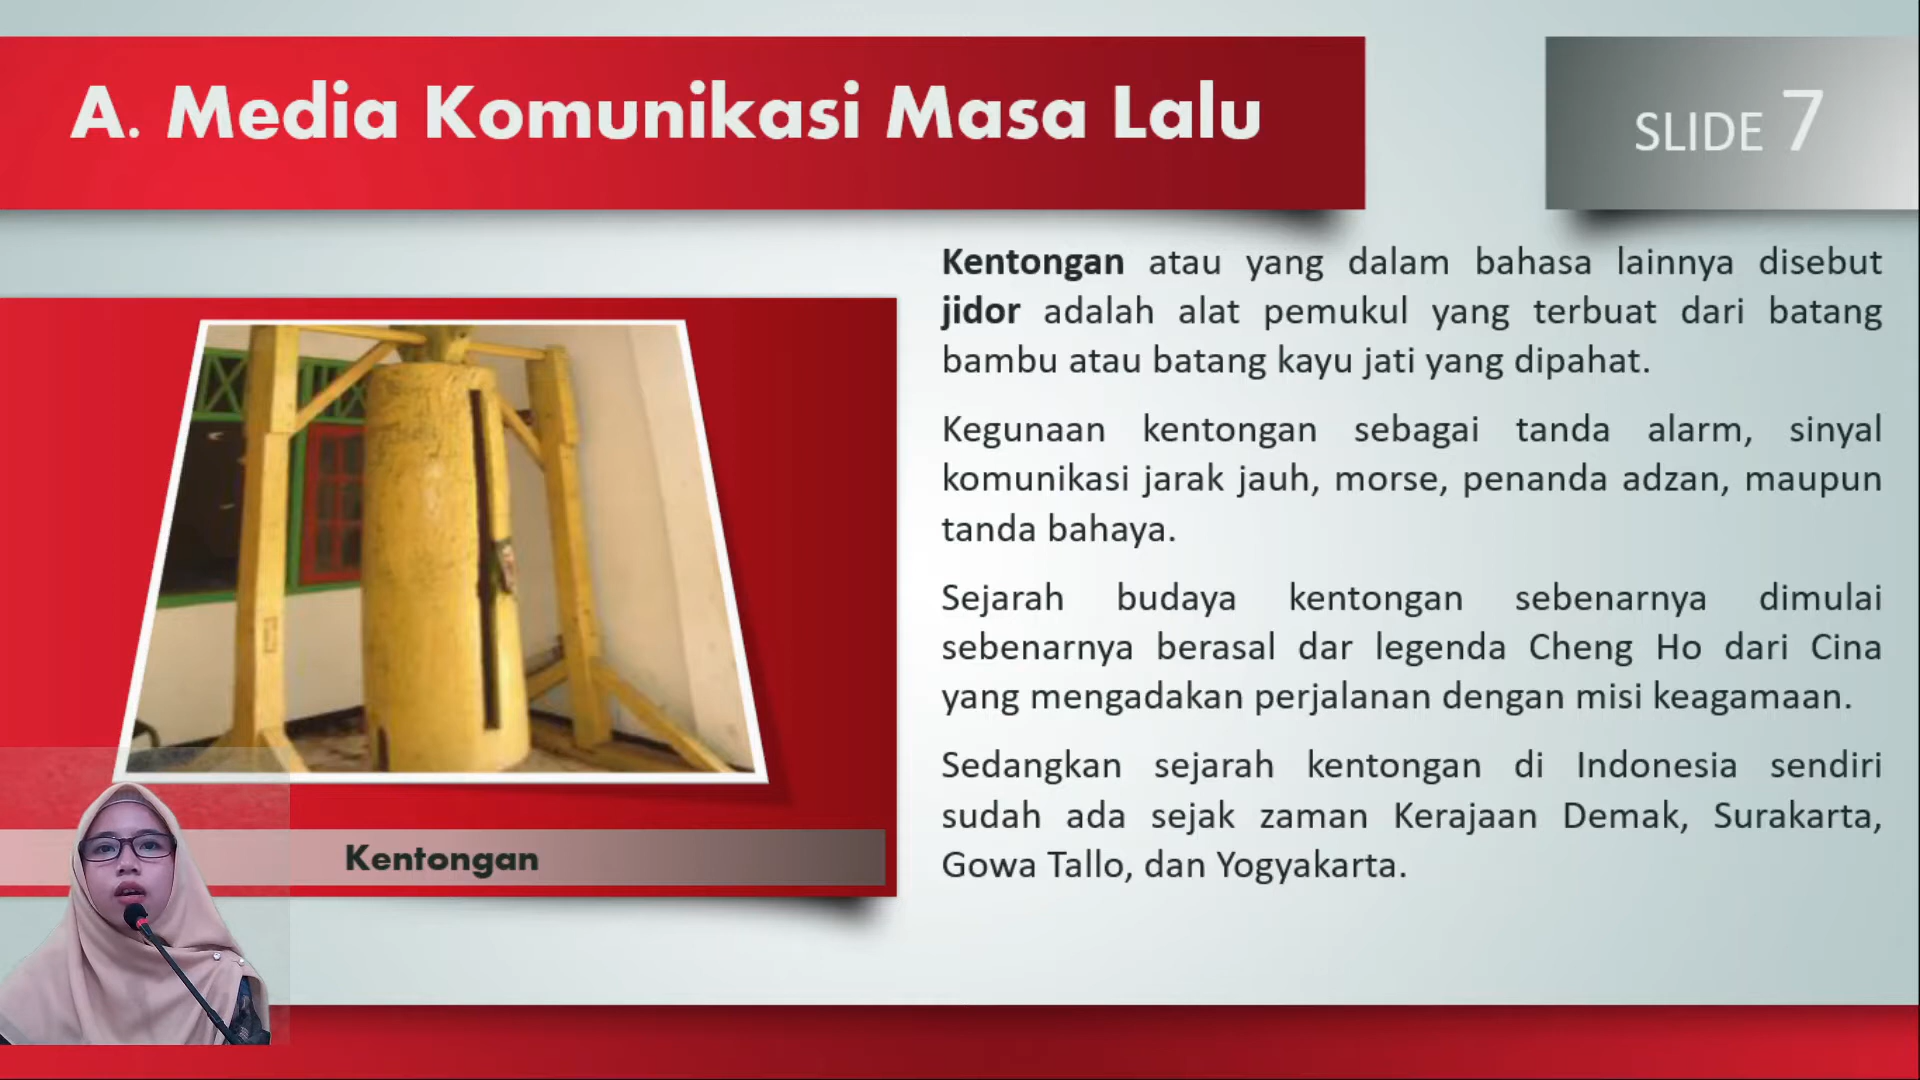 A. Media Komunikasi Masa Lalu
SLIDE 7
Kentongan atau yang dalam bahasa lainnya disebut
jidor adalah alat pemukul yang terbuat dari batang
bambu atau batang kayu jati yang dipahat.
Kegunaan kentongan sebagai tanda alarm, sinyal
komunikasi jarak jauh, morse, penanda adzan, maupun
tanda bahaya.
Sejarah budaya kentongan sebenarnya dimulai
sebenarnya berasal dar legenda Cheng Ho dari Cina
yang mengadakan perjalanan dengan misi keagamaan.
Sedangkan sejarah kentongan di Indonesia sendiri
sudah ada sejak zaman Kerajaan Demak, Surakarta,
Gowa Tallo, dan Yogyakarta.
Kentongan